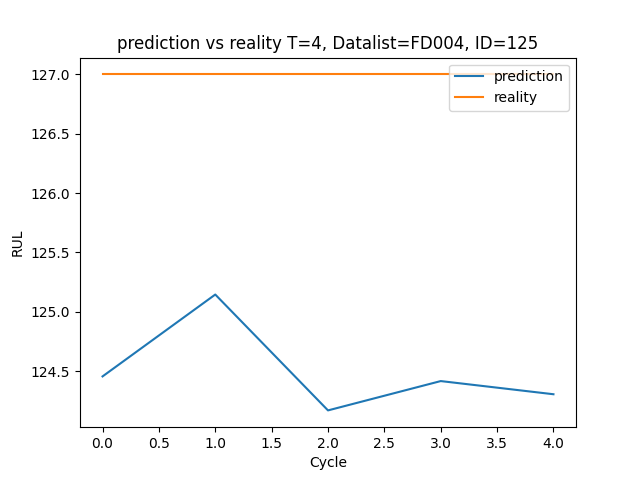 prediction vs reality T=4, Datalist=FD004, ID=125
127.0
126.5
126.0
125.5
125.0
124.5
RUL
prediction
reality
0.0 0.5 1.0 1.5 2.0 2.5 3.0 3.5 4.0
Cycle